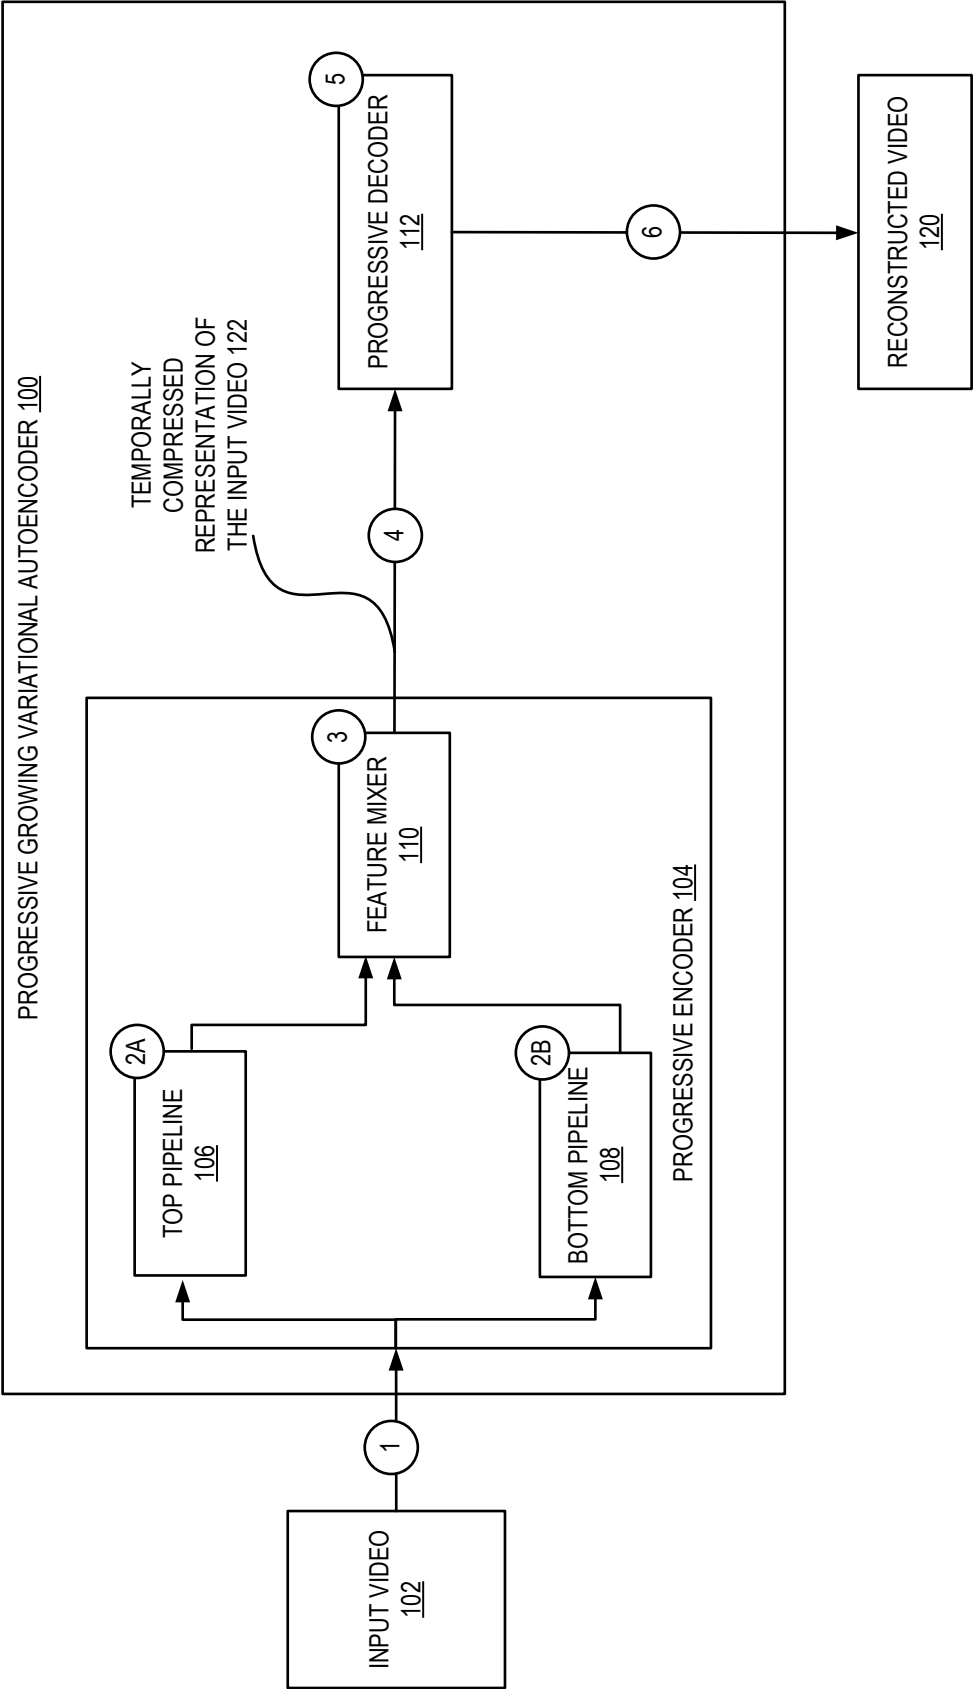 PROGRESSIVE GROWING VARIATIONAL AUTOENCODER 100
INPUT VIDEO
102
1
2A
TOP PIPELINE
106
2B
BOTTOM PIPELINE
108
PROGRESSIVE ENCODER 104
3
FEATURE MIXER
110
TEMPORALLY
COMPRESSED
REPRESENTATION OF
THE INPUT VIDEO 122
4
5
PROGRESSIVE DECODER
112
6
RECONSTRUCTED VIDEO
120